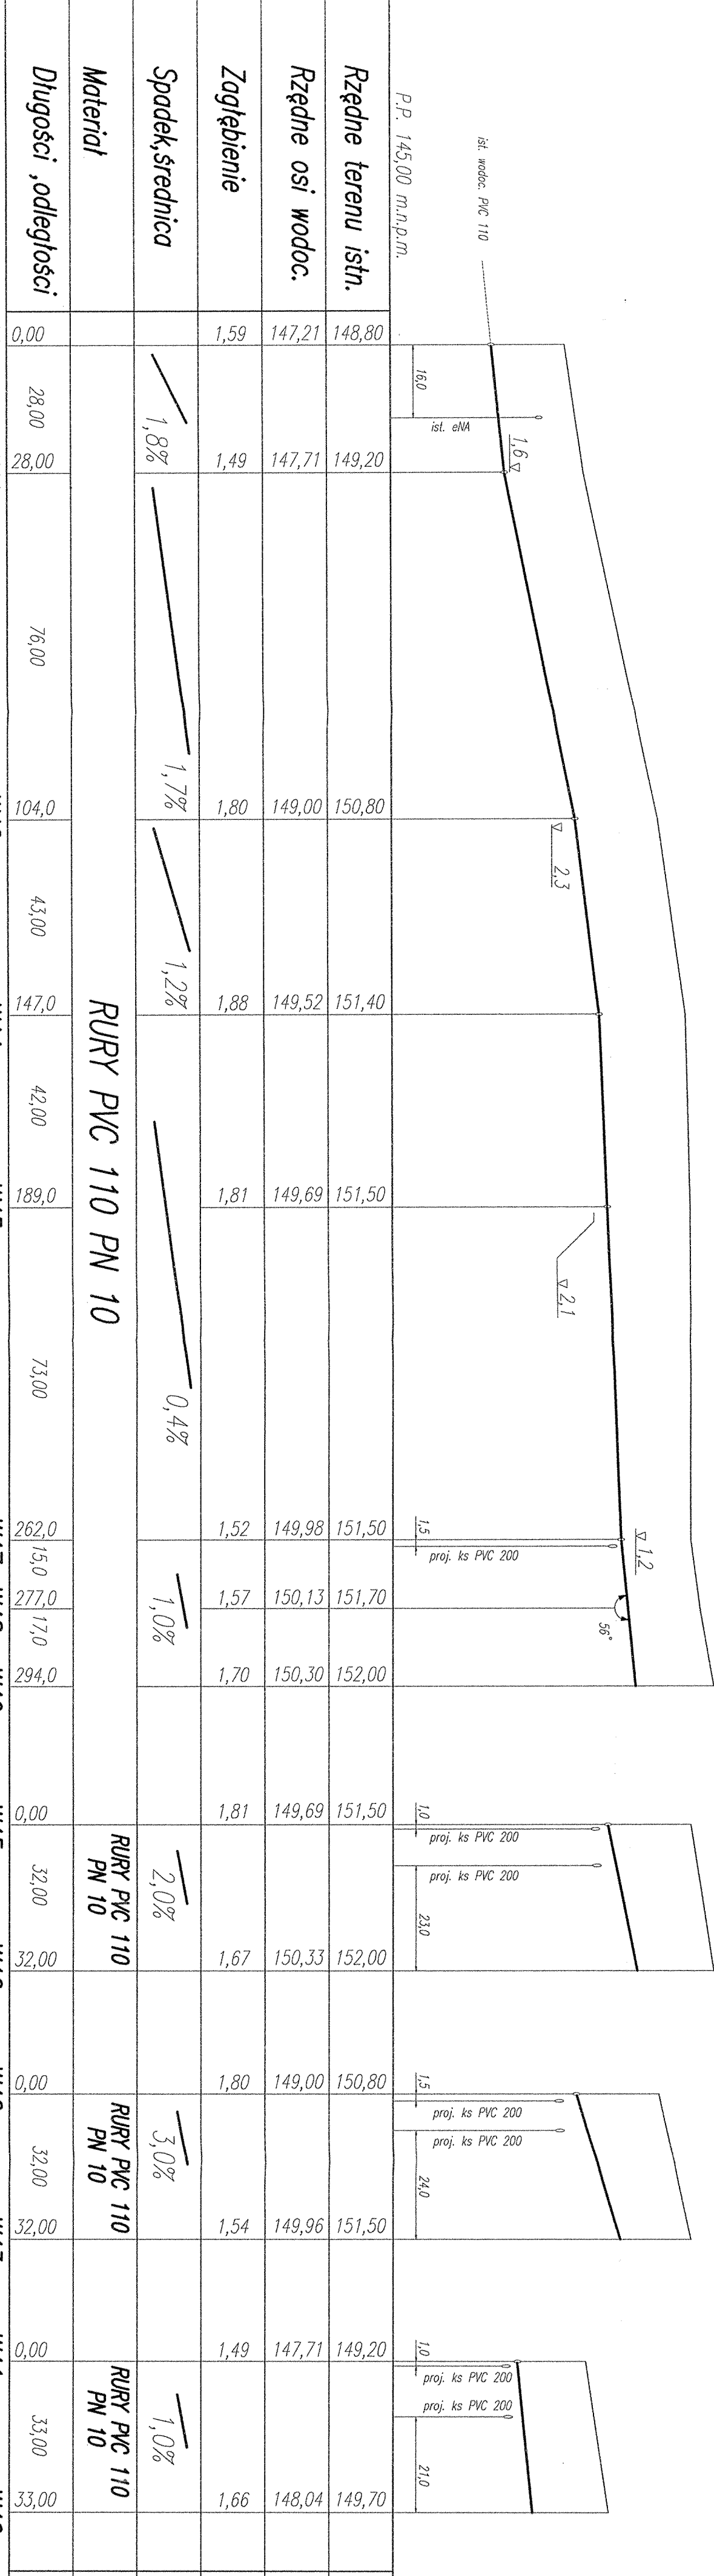 ist. wodoc. PVC 110
P.P. 145,00 m.n.p.m.
16,0
ist. eNA
1,6
2,3
2,1
1,2
1,5
proj. ks PVC 200
56°
1,0
proj. ks PVC 200
proj. ks PVC 200
23,0
1,5
proj. ks PVC 200
proj. ks PVC 200
24,0
1,0
proj. ks PVC 200
proj. ks PVC 200
21,0
Rzędne terenu istn. 148,80 149,20 150,80 151,40 151,50 151,50 151,70 152,00 151,50 152,00 150,80 151,50 149,20 149,70
Rzędne osi wodoc. 147,21 147,71 149,00 149,52 149,69 149,98 150,13 150,30 149,69 150,33 149,00 149,96 147,71 148,04
Zagłębienie 1,59 1,49 1,80 1,88 1,81 1,52 1,57 1,70 1,81 1,67 1,80 1,54 1,49 1,66
Spadek,średnica 1,8% 1,7% 1,2% 0,4% 1,0% 2,0% 3,0% 1,0%
Materiał RURY PVC 110 PN 10
RURY PVC 110
PN 10
RURY PVC 110
PN 10
RURY PVC 110
PN 10
Długości ,odległości 0,00 28,00 28,00 76,00 104,0 43,00 147,0 42,00 189,0 73,00 262,0 15,0 277,0 17,0 294,0 0,00 32,00 32,00 0,00 32,00 32,00 0,00 33,00 33,00